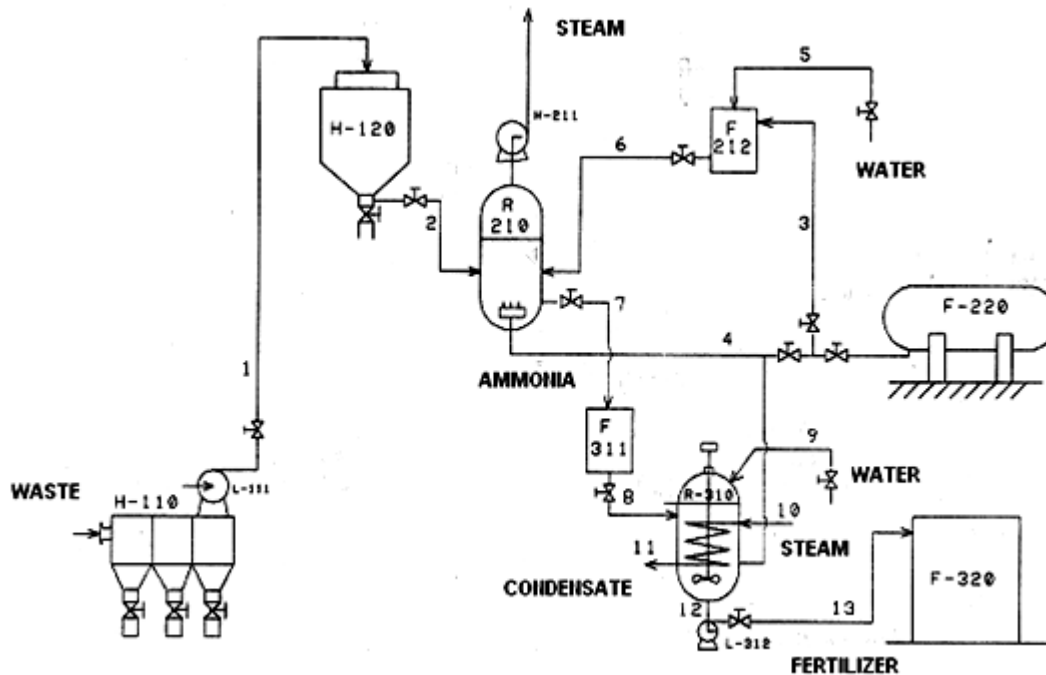 STEAM
5
H-120
H-211
F
212
6
WATER
R
210
2
3
7
F-220
4
1
AMMONIA
F
311
9
WATER
L-111
WASTE
H-110
8
R-310
10
STEAM
11
CONDENSATE
F-320
12
13
L-312
FERTILIZER